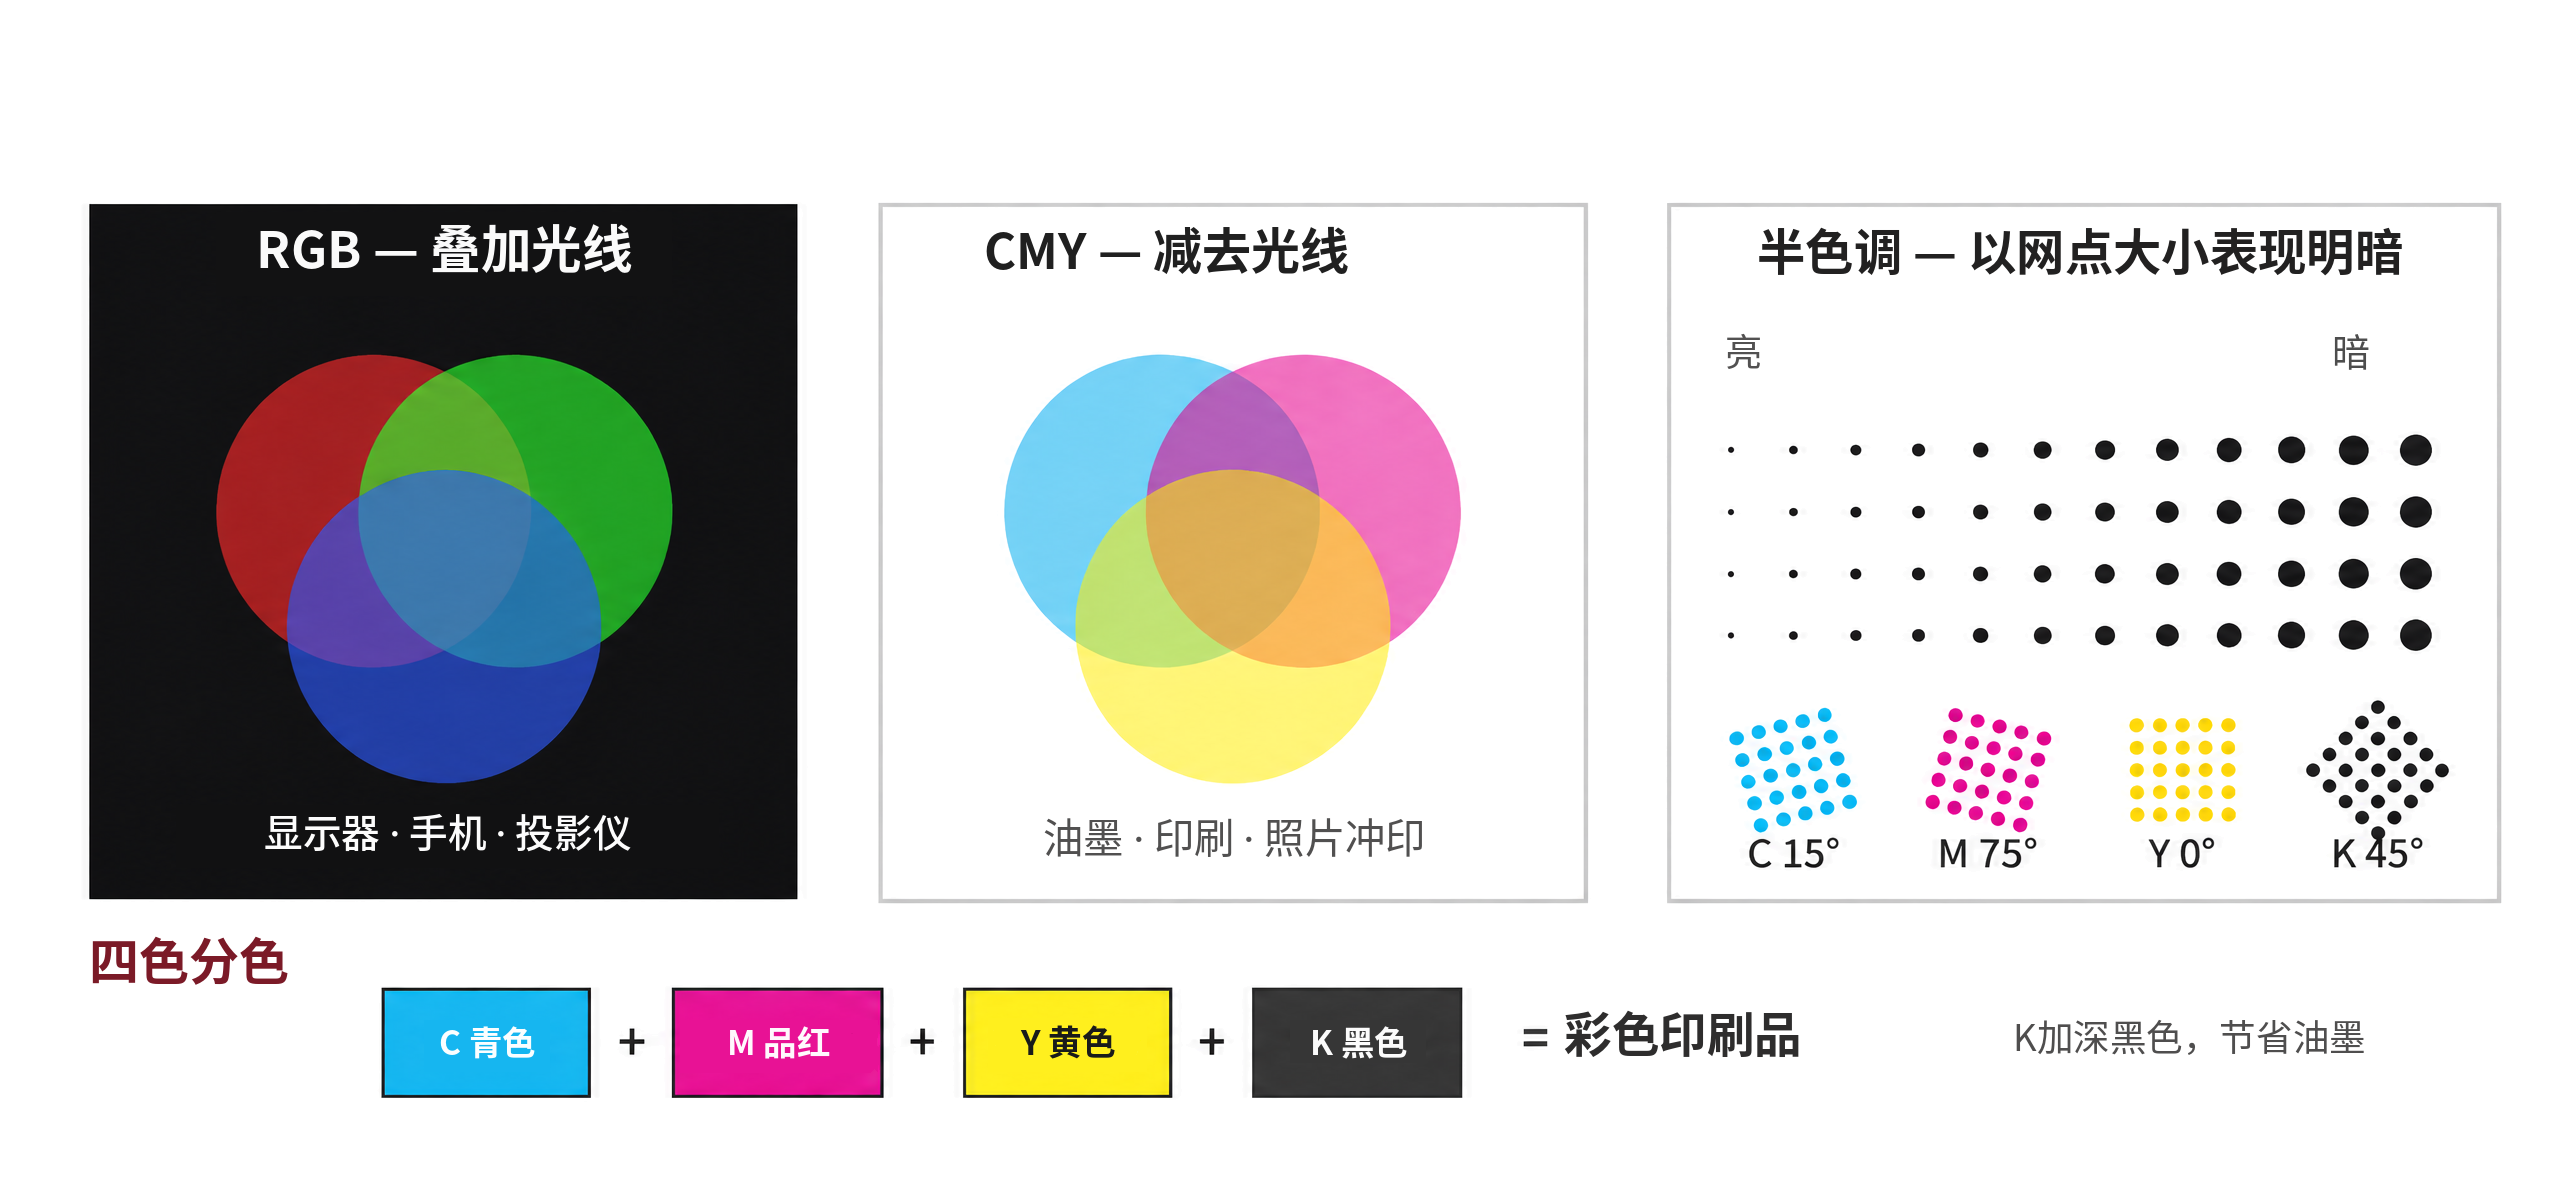 RGB — 叠加光线
显示器 · 手机 · 投影仪
CMY — 减去光线
油墨 · 印刷 · 照片冲印
半色调 — 以网点大小表现明暗
亮 暗
C 15° M 75° Y 0° K 45°
四色分色
C 青色 + M 品红 + Y 黄色 + K 黑色 = 彩色印刷品 K加深黑色，节省油墨